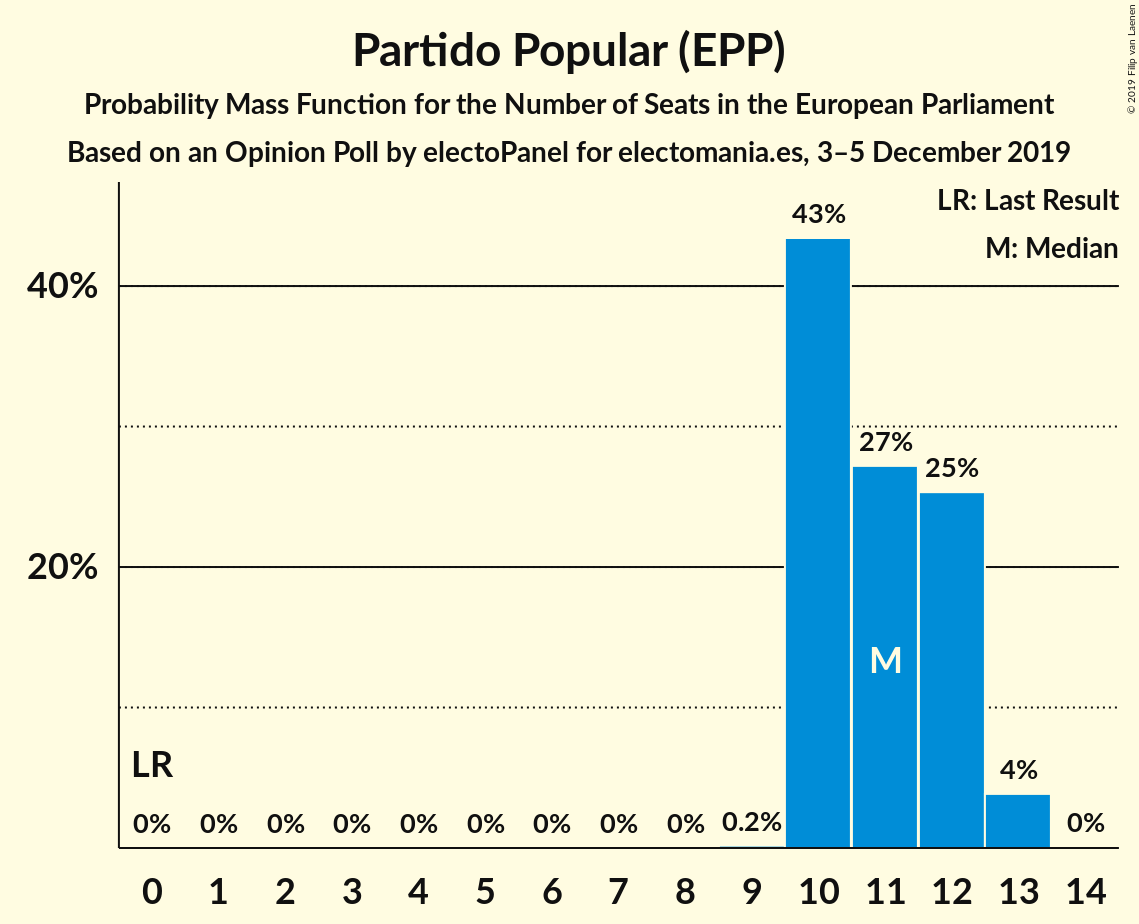 Partido Popular (EPP)
Probability Mass Function for the Number of Seats in the European Parliament
Based on an Opinion Poll by electoPanel for electomania.es, 3–5 December 2019
© 2019 Filip van Laenen
LR: Last Result
M: Median
43%
40%
27%
25%
20%
M
LR
4%
0% 0% 0% 0% 0% 0% 0% 0% 0% 0.2% 0%
0 1 2 3 4 5 6 7 8 9 10 11 12 13 14